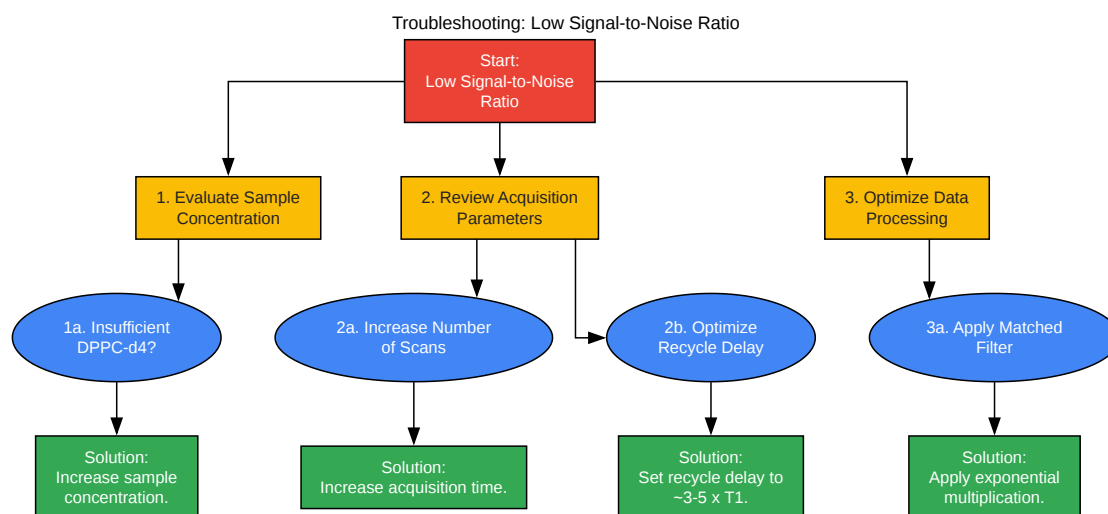 Troubleshooting: Low Signal-to-Noise Ratio
Start:
Low Signal-to-Noise
Ratio
1. Evaluate Sample
Concentration
2. Review Acquisition
Parameters
3. Optimize Data
Processing
1a. Insufficient
DPPC-d4?
2a. Increase Number
of Scans
2b. Optimize
Recycle Delay
3a. Apply Matched
Filter
Solution:
Increase sample
concentration.
Solution:
Increase acquisition time.
Solution:
Set recycle delay to
~3-5 x T1.
Solution:
Apply exponential
multiplication.